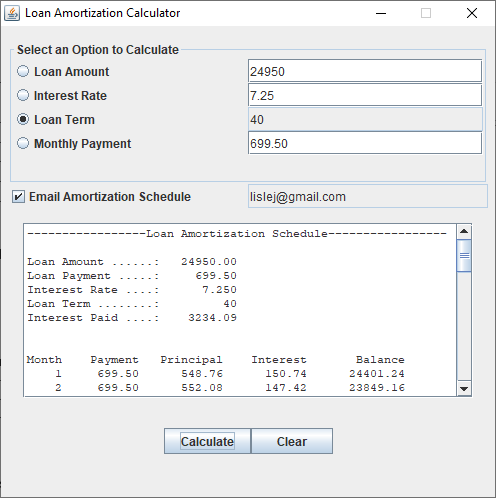 Loan Amortization Calculator
Select an Option to Calculate
Loan Amount 24950
Interest Rate 7.25
Loan Term 40
Monthly Payment 699.50
Email Amortization Schedule lislej@gmail.com
-----------------Loan Amortization Schedule-----------------
Loan Amount ......: 24950.00
Loan Payment .....: 699.50
Interest Rate ....: 7.250
Loan Term ........: 40
Interest Paid ....: 3234.09
Month Payment Principal Interest Balance
1 699.50 548.76 150.74 24401.24
2 699.50 552.08 147.42 23849.16
Calculate Clear